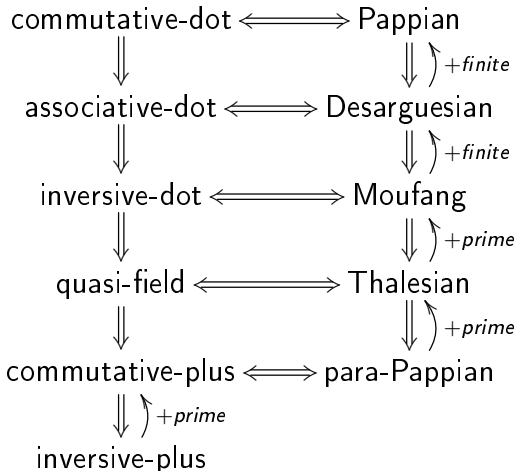 commutative-dot Pappian
+finite
associative-dot Desarguesian
+finite
inversive-dot Moufang
+prime
quasi-field Thalesian
+prime
commutative-plus para-Pappian
+prime
inversive-plus